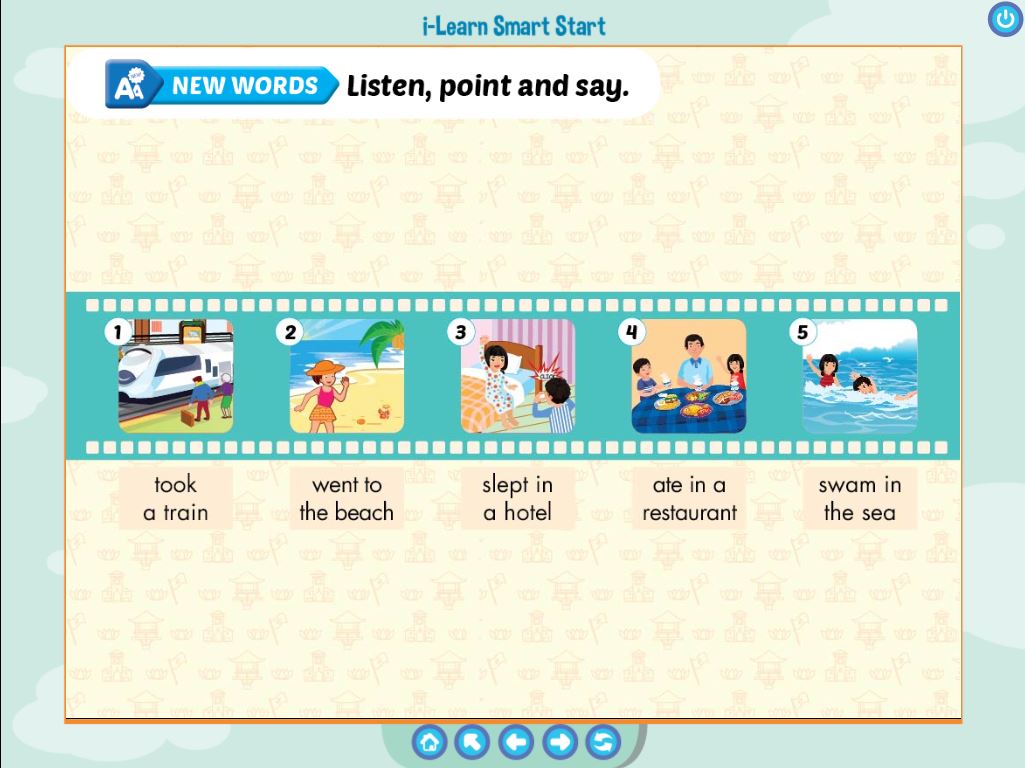 i-Learn Smart Start
NEW WORDS Listen, point and say.
1 2 3 4 5
took
a train
went to
the beach
slept in
a hotel
ate in a
restaurant
swam in
the sea